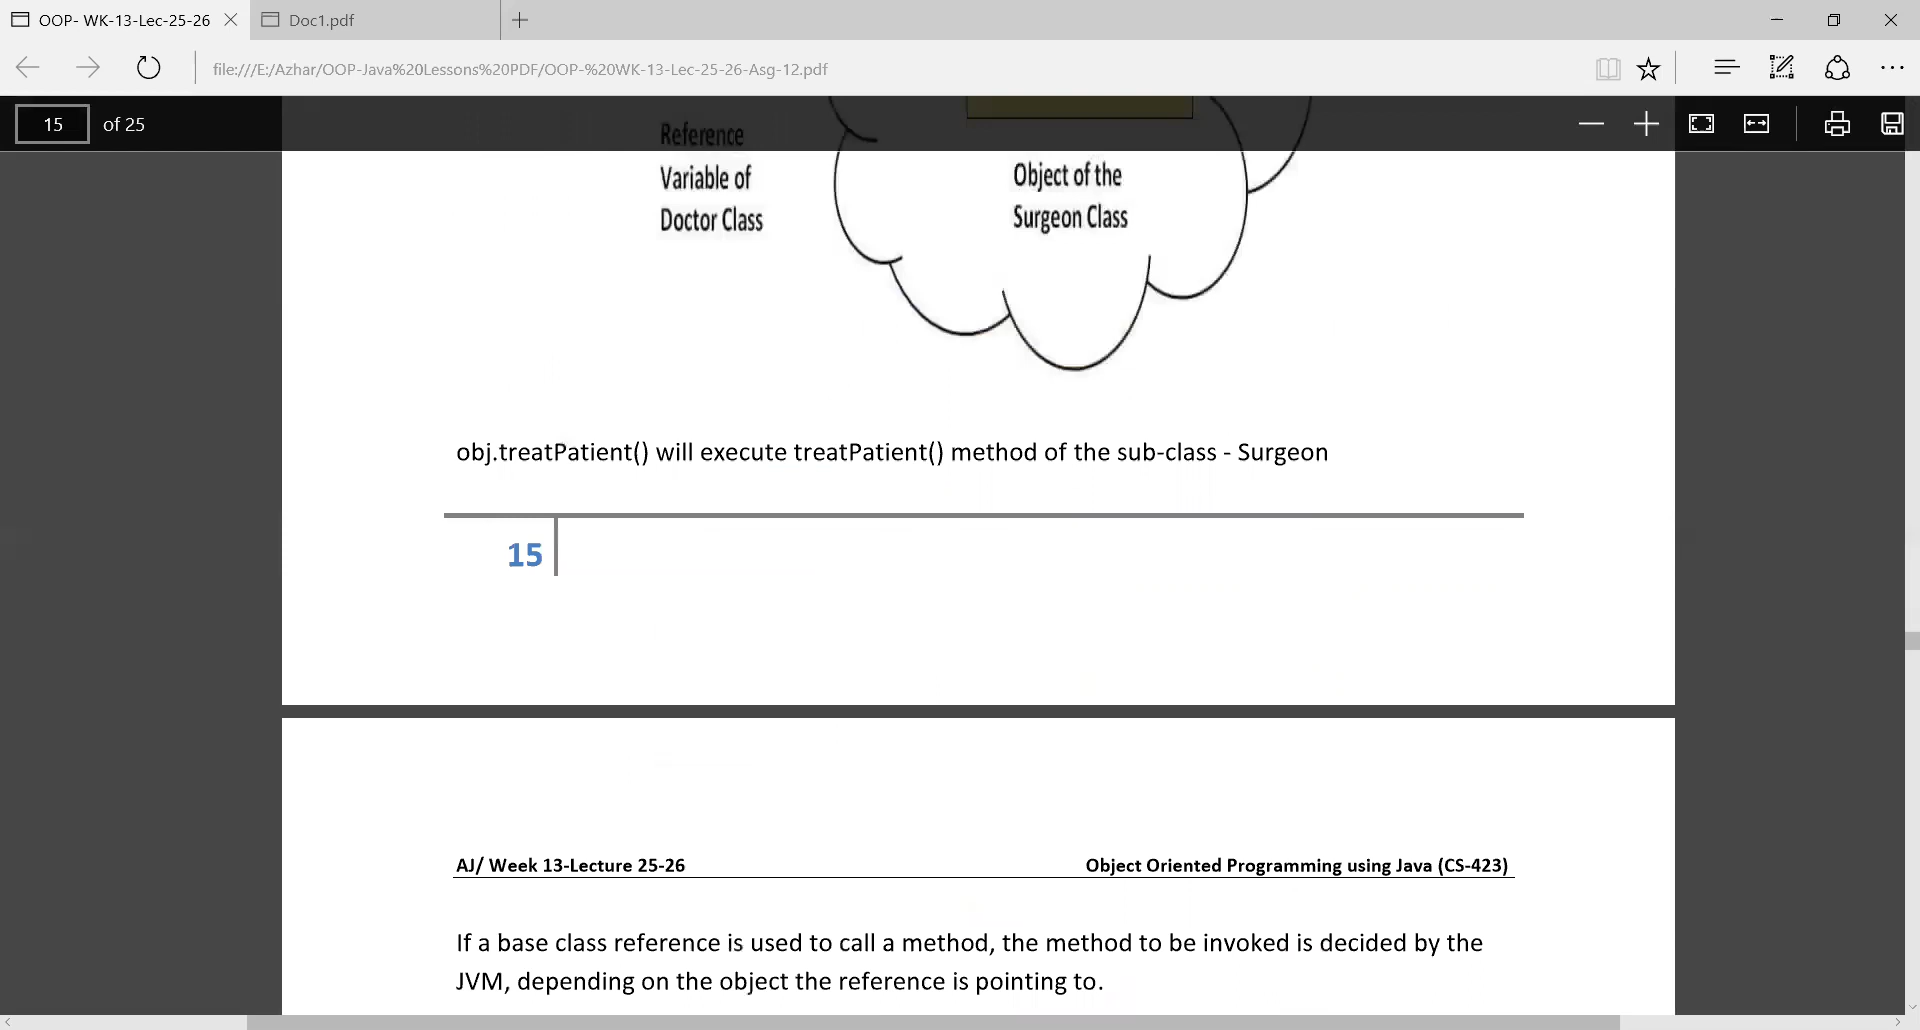 OOP- WK-13-Lec-25-26
Doc1.pdf
file:///E:/Azhar/OOP-Java%20Lessons%20PDF/OOP-%20WK-13-Lec-25-26-Asg-12.pdf
15 of 25
Reference
Variable of
Doctor Class
Object of the
Surgeon Class
obj.treatPatient() will execute treatPatient() method of the sub-class - Surgeon
15
AJ/ Week 13-Lecture 25-26
Object Oriented Programming using Java (CS-423)
If a base class reference is used to call a method, the method to be invoked is decided by the
JVM, depending on the object the reference is pointing to.